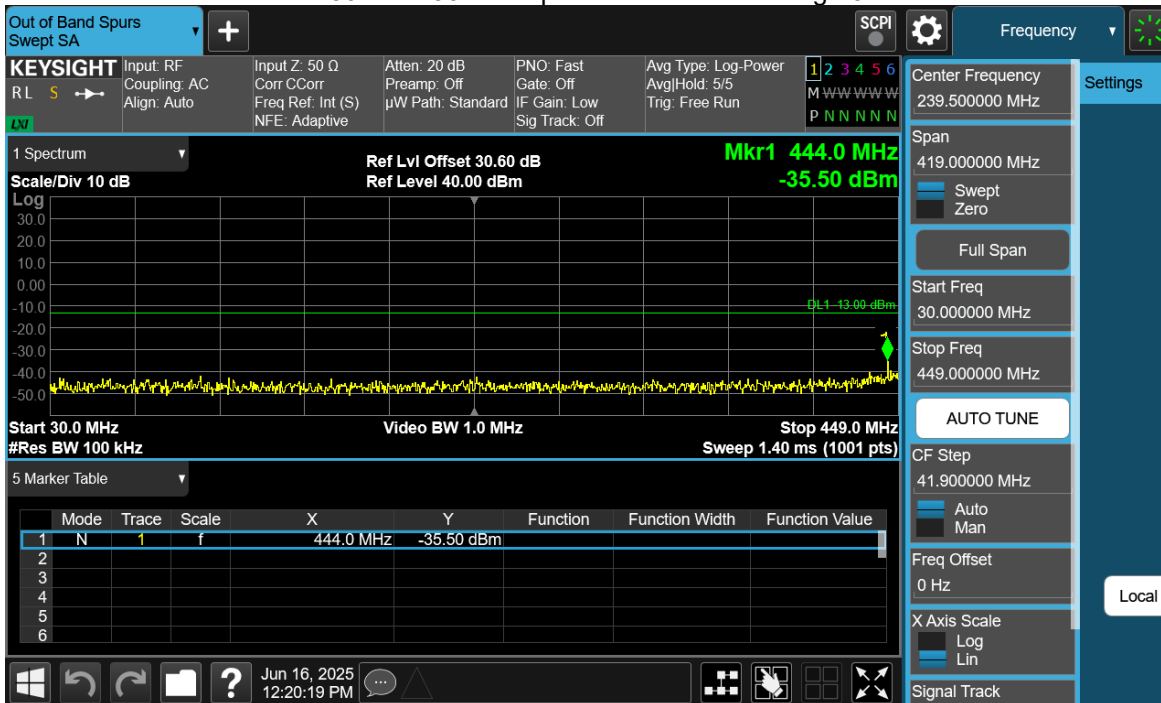 Out of Band Spurs
Swept SA
+
SCPI
Frequency
KEYSIGHT
RL S
LXI
Input: RF
Coupling: AC
Align: Auto
Input Z: 50 Ω
Corr CCorr
Freq Ref: Int (S)
NFE: Adaptive
Atten: 20 dB
Preamp: Off
µW Path: Standard
PNO: Fast
Gate: Off
IF Gain: Low
Sig Track: Off
Avg Type: Log-Power
Avg|Hold: 5/5
Trig: Free Run
1 2 3 4 5 6
M W W W W W
P N N N N N
1 Spectrum
Scale/Div 10 dB
Ref Lvl Offset 30.60 dB
Ref Level 40.00 dBm
Mkr1 444.0 MHz
-35.50 dBm
Log
30.0
20.0
10.0
0.00
-10.0
-20.0
-30.0
-40.0
-50.0
DL1 -13.00 dBm
1
Start 30.0 MHz
#Res BW 100 kHz
Video BW 1.0 MHz
Stop 449.0 MHz
Sweep 1.40 ms (1001 pts)
5 Marker Table
Mode Trace Scale X Y Function Function Width Function Value
1 N 1 f 444.0 MHz -35.50 dBm
2
3
4
5
6
? Jun 16, 2025
12:20:19 PM
Center Frequency
239.500000 MHz
Span
419.000000 MHz
Swept
Zero
Full Span
Start Freq
30.000000 MHz
Stop Freq
449.000000 MHz
AUTO TUNE
CF Step
41.900000 MHz
Auto
Man
Freq Offset
0 Hz
X Axis Scale
Log
Lin
Signal Track
Settings
Local